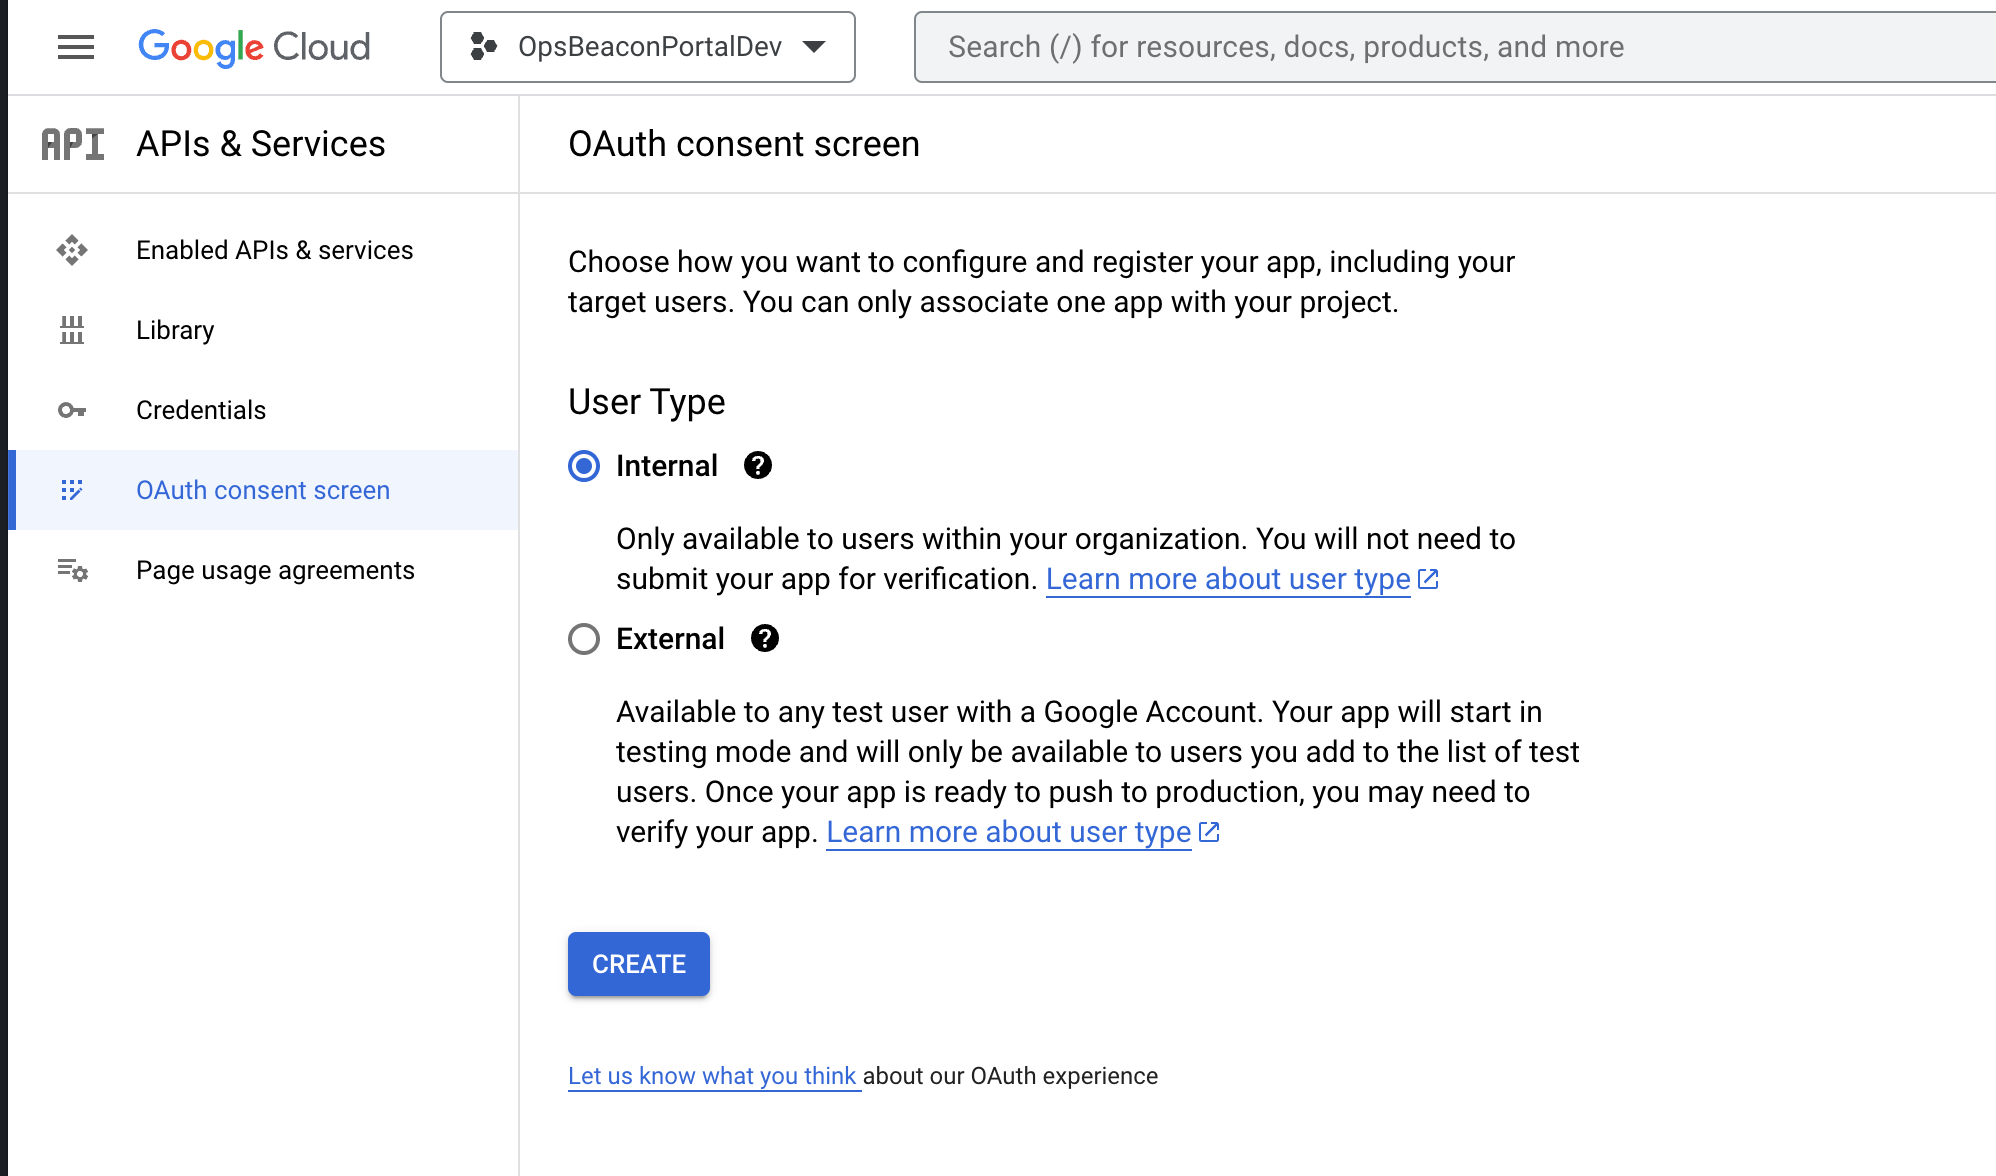 Google Cloud
OpsBeaconPortalDev
Search (/) for resources, docs, products, and more
API
APIs & Services
OAuth consent screen
Enabled APIs & services
Library
Credentials
OAuth consent screen
Page usage agreements
Choose how you want to configure and register your app, including your
target users. You can only associate one app with your project.
User Type
Internal ?
Only available to users within your organization. You will not need to
submit your app for verification. Learn more about user type
External ?
Available to any test user with a Google Account. Your app will start in
testing mode and will only be available to users you add to the list of test
users. Once your app is ready to push to production, you may need to
verify your app. Learn more about user type
CREATE
Let us know what you think about our OAuth experience